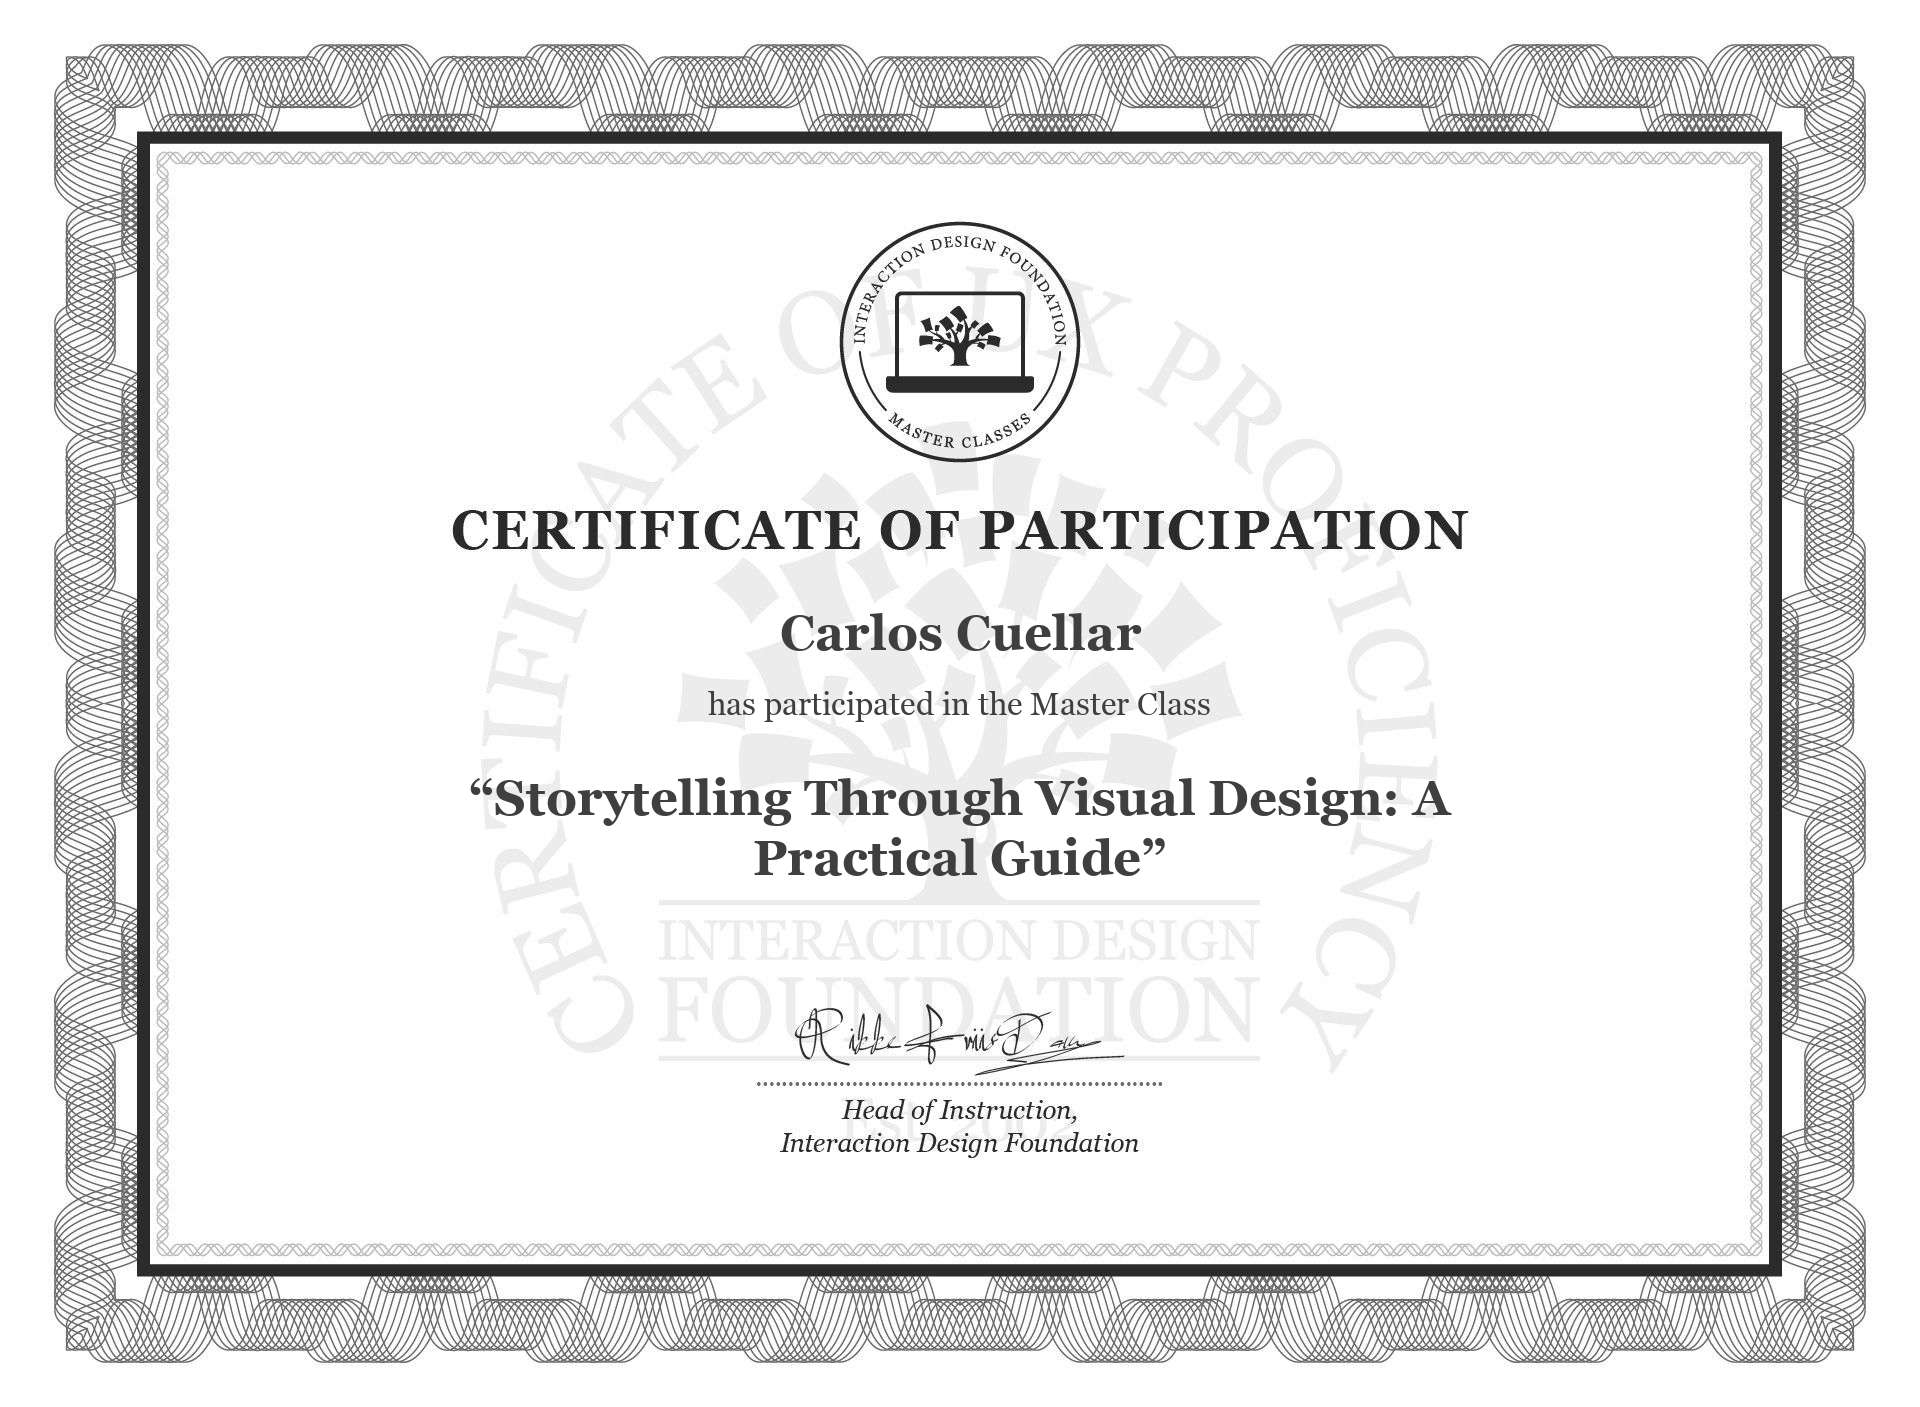 INTERACTION DESIGN FOUNDATION
MASTER CLASSES
CERTIFICATE OF UX PROFICIENCY
CERTIFICATE OF PARTICIPATION
Carlos Cuellar
has participated in the Master Class
“Storytelling Through Visual Design: A
Practical Guide”
INTERACTION DESIGN
FOUNDATION
Rikke Friis Dam
Head of Instruction,
Est. 2002
Interaction Design Foundation